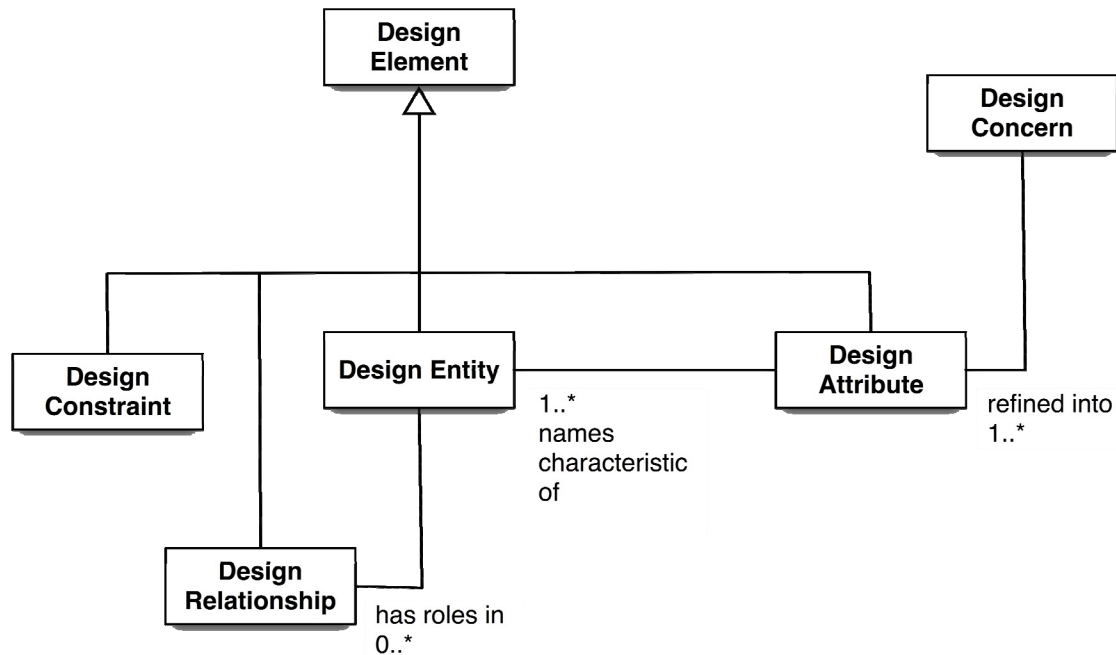 Design
Element
Design
Concern
Design
Constraint
Design Entity
Design
Attribute
1..*
names
characteristic
of
refined into
1..*
Design
Relationship
has roles in
0..*